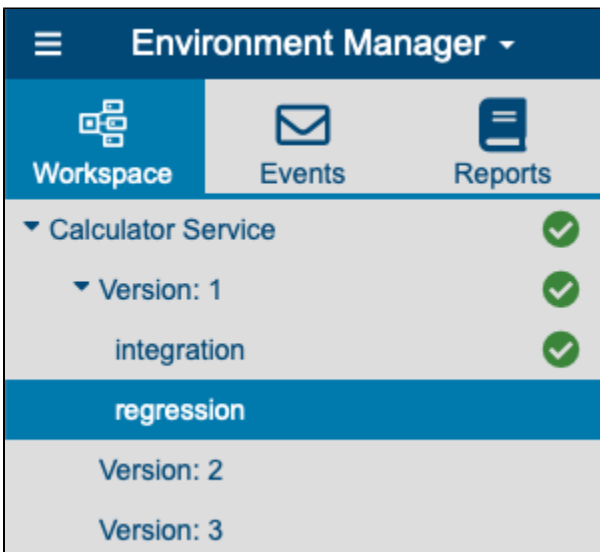 Environment Manager
Workspace Events Reports
Calculator Service
Version: 1
integration
regression
Version: 2
Version: 3